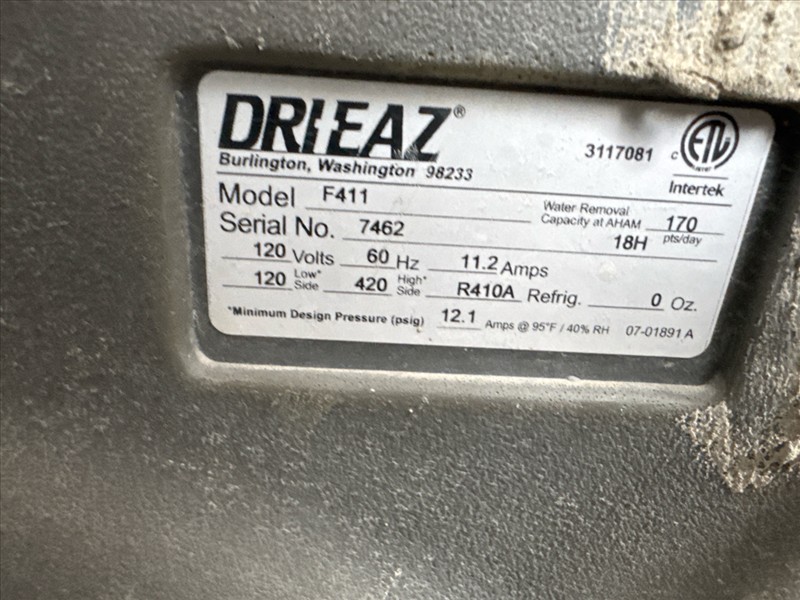 DRI-EAZ®
Burlington, Washington 98233
3117081
c ETL
Intertek
Model F411
Water Removal
Capacity at AHAM 170
pts/day
Serial No. 7462
18H
120 Volts 60 Hz 11.2 Amps
120 Low* Side 420 High* Side R410A Refrig. 0 Oz.
*Minimum Design Pressure (psig) 12.1 Amps @ 95°F / 40% RH 07-01891 A